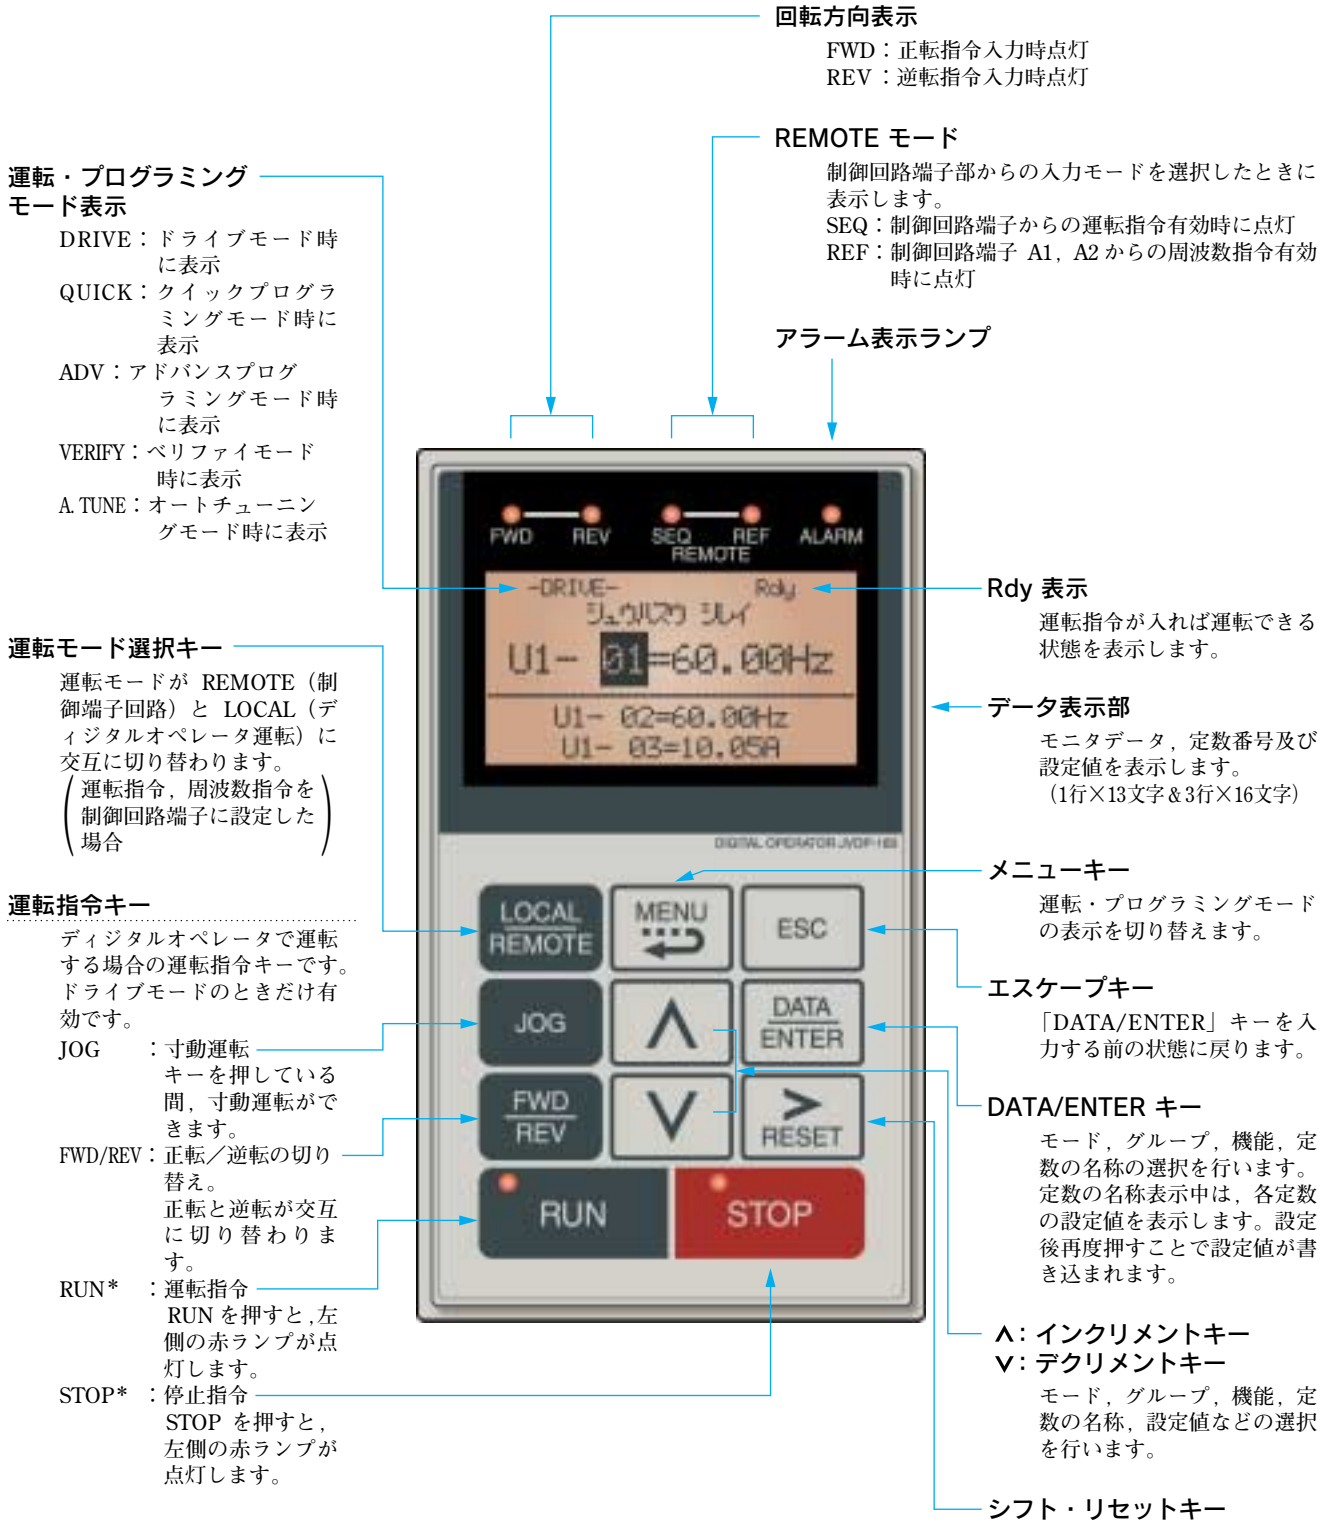 回転方向表示
FWD：正転指令入力時点灯
REV：逆転指令入力時点灯
REMOTE モード
制御回路端子部からの入力モードを選択したときに
表示します。
SEQ：制御回路端子からの運転指令有効時に点灯
REF：制御回路端子 A1，A2からの周波数指令有効
時に点灯
アラーム表示ランプ
運転・プログラミング
モード表示
DRIVE：ドライブモード時
に表示
QUICK：クイックプログラ
ミングモード時に
表示
ADV：アドバンスプログ
ラミングモード時
に表示
VERIFY：ベリファイモード
時に表示
A.TUNE：オートチューニン
グモード時に表示
運転モード選択キー
運転モードが REMOTE（制
御端子回路）と LOCAL（デ
ィジタルオペレータ運転）に
交互に切り替わります。
（運転指令，周波数指令を
制御回路端子に設定した
場合）
運転指令キー
ディジタルオペレータで運転
する場合の運転指令キーです。
ドライブモードのときだけ有
効です。
JOG ：寸動運転
キーを押している
間，寸動運転がで
きます。
FWD/REV：正転／逆転の切り
替え。
正転と逆転が交互
に切り替わりま
す。
RUN* ：運転指令
RUN を押すと，左
側の赤ランプが点
灯します。
STOP* ：停止指令
STOP を押すと，
左側の赤ランプが
点灯します。
FWD REV SEQ REF ALARM
REMOTE
-DRIVE- Rdy
シュウハスウ シレイ
U1- 01=60.00Hz
U1- 02=60.00Hz
U1- 03=10.05A
DIGITAL OPERATOR JVOP-160
LOCAL
REMOTE
MENU
ESC
JOG
∧
DATA
ENTER
FWD
REV
∨
>
RESET
RUN
STOP
Rdy 表示
運転指令が入れば運転できる
状態を表示します。
データ表示部
モニタデータ，定数番号及び
設定値を表示します。
（1行×13文字＆3行×16文字）
メニューキー
運転・プログラミングモード
の表示を切り替えます。
エスケープキー
「DATA/ENTER」キーを入
力する前の状態に戻ります。
DATA/ENTER キー
モード，グループ，機能，定
数の名称の選択を行います。
定数の名称表示中は，各定数
の設定値を表示します。設定
後再度押すことで設定値が書
き込まれます。
∧：インクリメントキー
∨：デクリメントキー
モード，グループ，機能，定
数の名称，設定値などの選択
を行います。
シフト・リセットキー